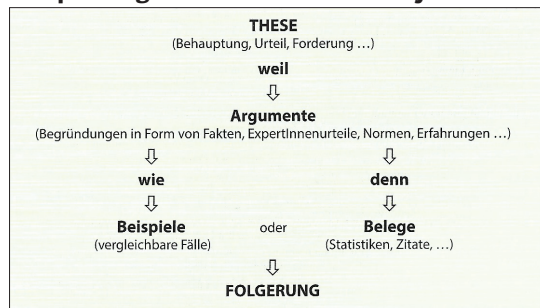 THESE
(Behauptung, Urteil, Forderung …)
weil
Argumente
(Begründungen in Form von Fakten, ExpertInnenurteile, Normen, Erfahrungen …)
wie denn
Beispiele oder Belege
(vergleichbare Fälle) (Statistiken, Zitate, …)
FOLGERUNG